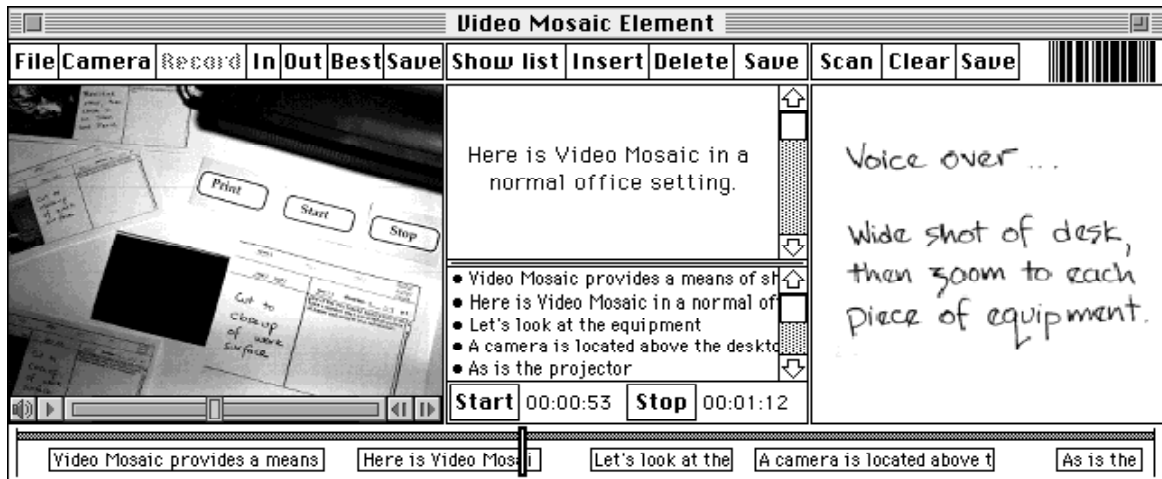 Video Mosaic Element
File Camera Record In Out Best Save Show list Insert Delete Save Scan Clear Save
Print
Start
Stop
Cut to
closeup
of work
surface
Here is Video Mosaic in a
normal office setting.
• Video Mosaic provides a means of sh
• Here is Video Mosaic in a normal off
• Let's look at the equipment
• A camera is located above the deskto
• As is the projector
Start 00:00:53 Stop 00:01:12
Voice over ...
Wide shot of desk,
then zoom to each
piece of equipment.
Video Mosaic provides a means Here is Video Mosai Let's look at the A camera is located above t As is the